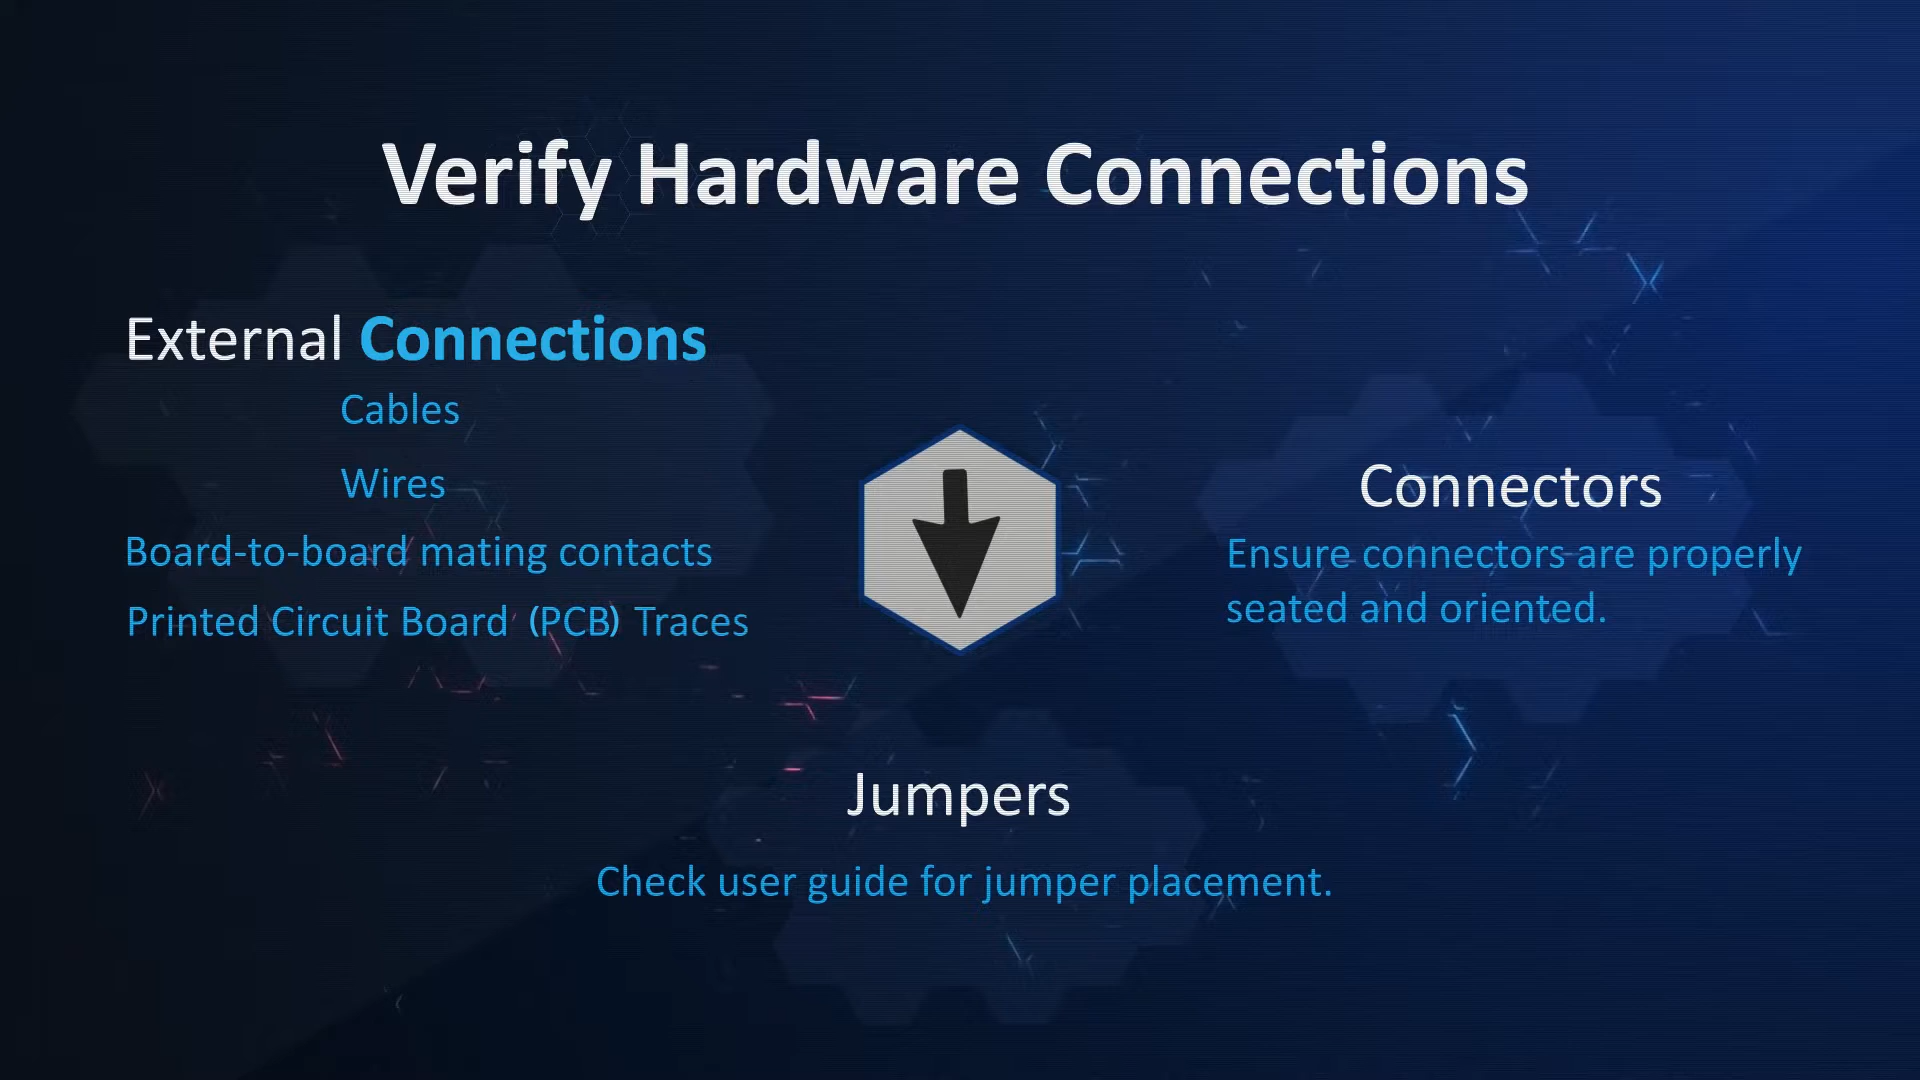 Verify Hardware Connections
External Connections
Cables
Wires
Board-to-board mating contacts
Printed Circuit Board (PCB) Traces
Connectors
Ensure connectors are properly
seated and oriented.
Jumpers
Check user guide for jumper placement.